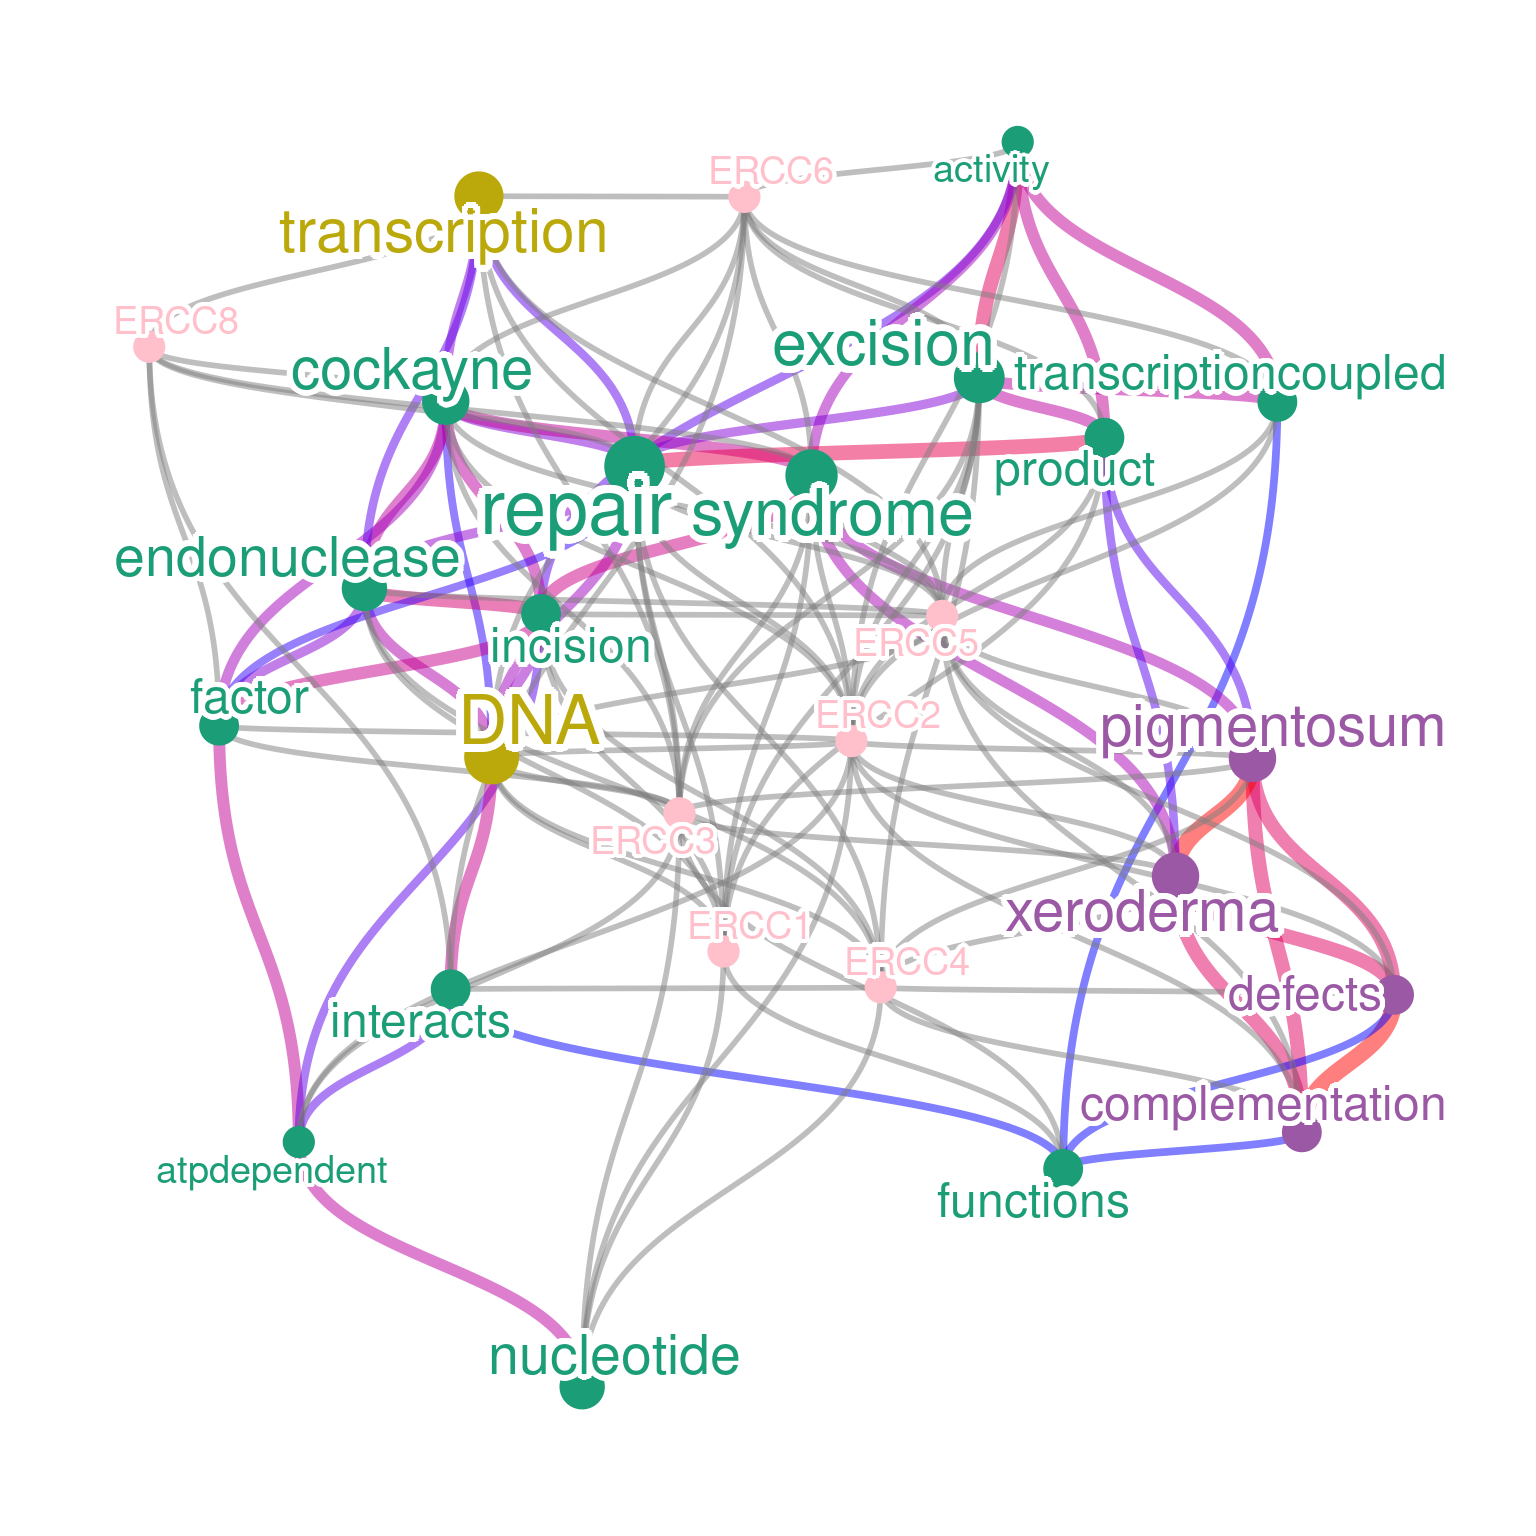 activity
ERCC6
transcription
ERCC8
excision
cockayne
transcriptioncoupled
product
repair
syndrome
endonuclease
incision
ERCC5
factor
DNA
ERCC2
pigmentosum
ERCC3
xeroderma
ERCC1
ERCC4
defects
interacts
complementation
atpdependent
functions
nucleotide